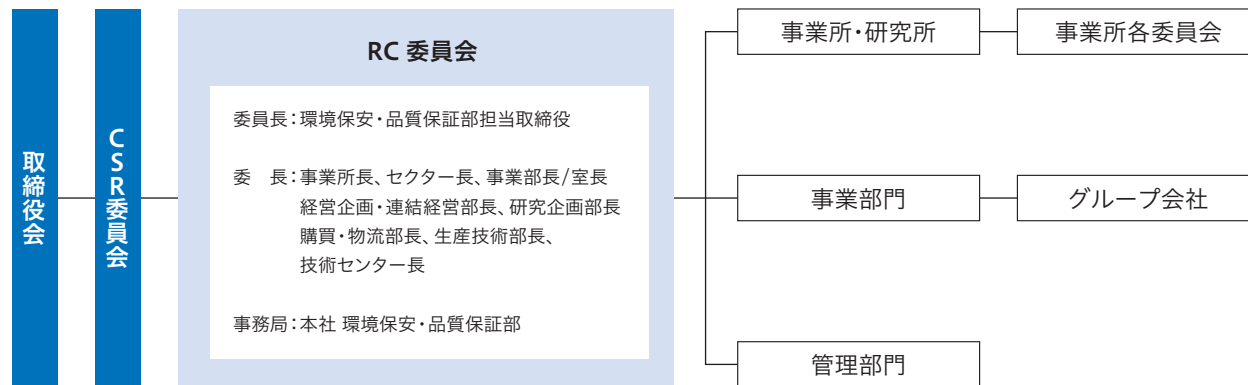 取締役会
CSR委員会
RC 委員会
委員長：環境保安・品質保証部担当取締役
委　長：事業所長、セクター長、事業部長/室長
経営企画・連結経営部長、研究企画部長
購買・物流部長、生産技術部長、
技術センター長
事務局：本社 環境保安・品質保証部
事業所・研究所
事業所各委員会
事業部門
グループ会社
管理部門